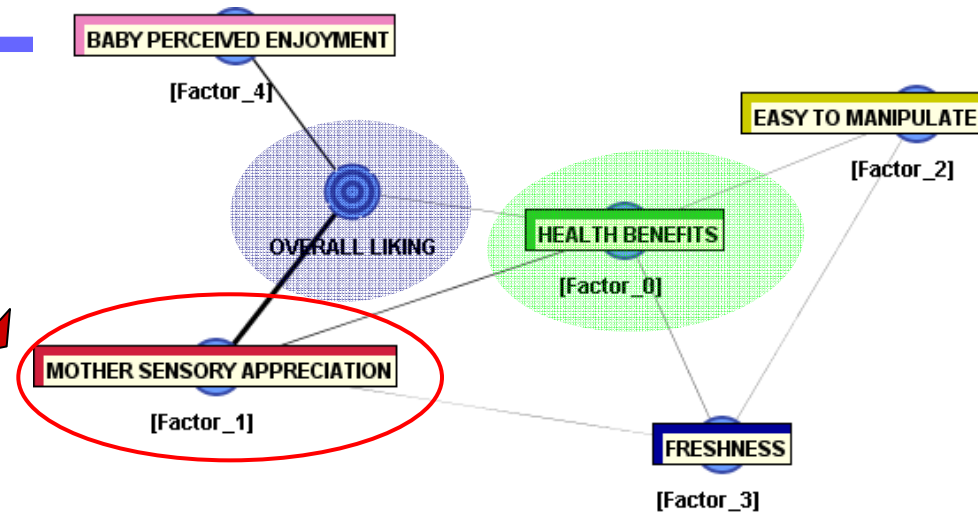 BABY PERCEIVED ENJOYMENT
[Factor_4]
EASY TO MANIPULATE
[Factor_2]
OVERALL LIKING
HEALTH BENEFITS
[Factor_0]
MOTHER SENSORY APPRECIATION
[Factor_1]
FRESHNESS
[Factor_3]